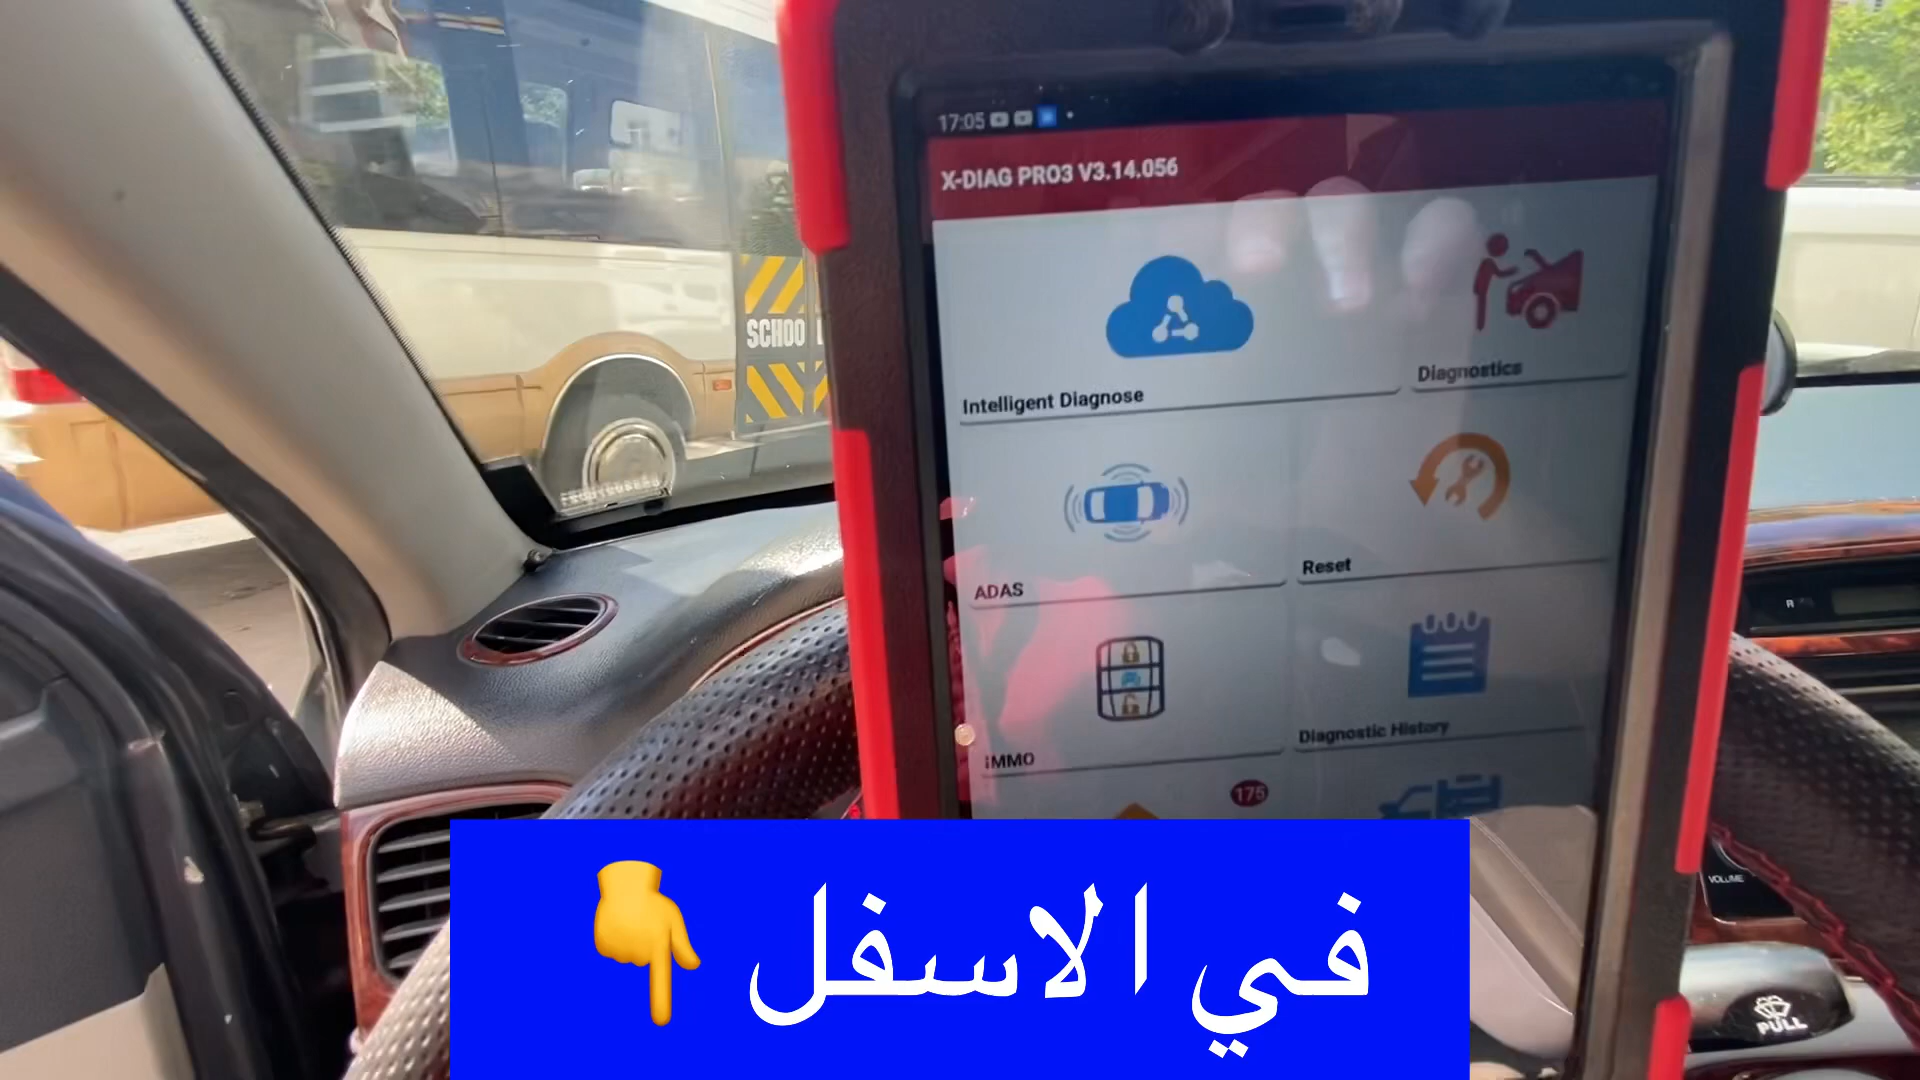 17:05
X-DIAG PRO3 V3.14.056
Intelligent Diagnose
Diagnostics
ADAS
Reset
IMMO
Diagnostic History
175
SCHOO
R
VOLUME
PULL
في الاسفل 👇